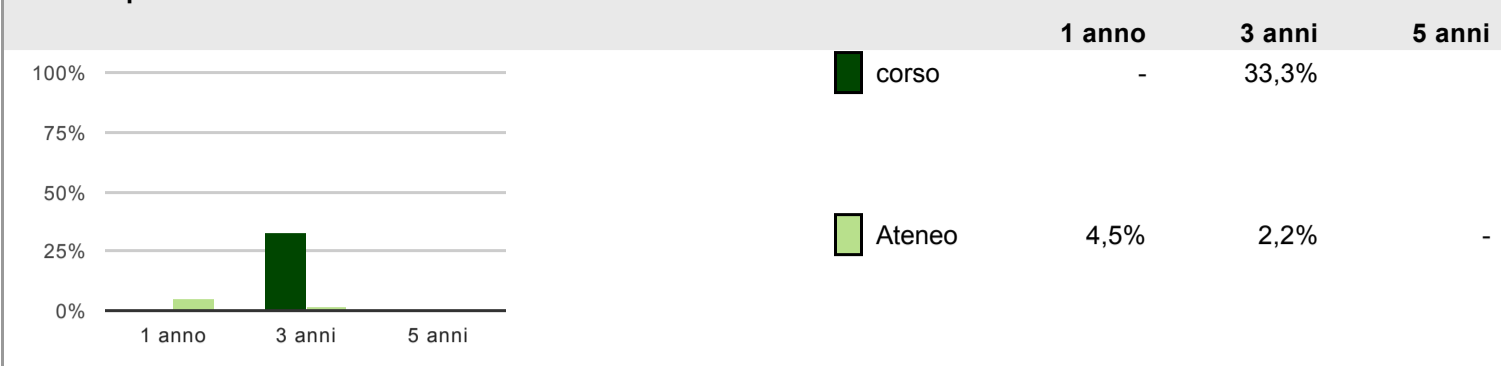 1 anno 3 anni 5 anni
100%
75%
50%
25%
0%
1 anno 3 anni 5 anni
corso - 33,3%
Ateneo 4,5% 2,2% -